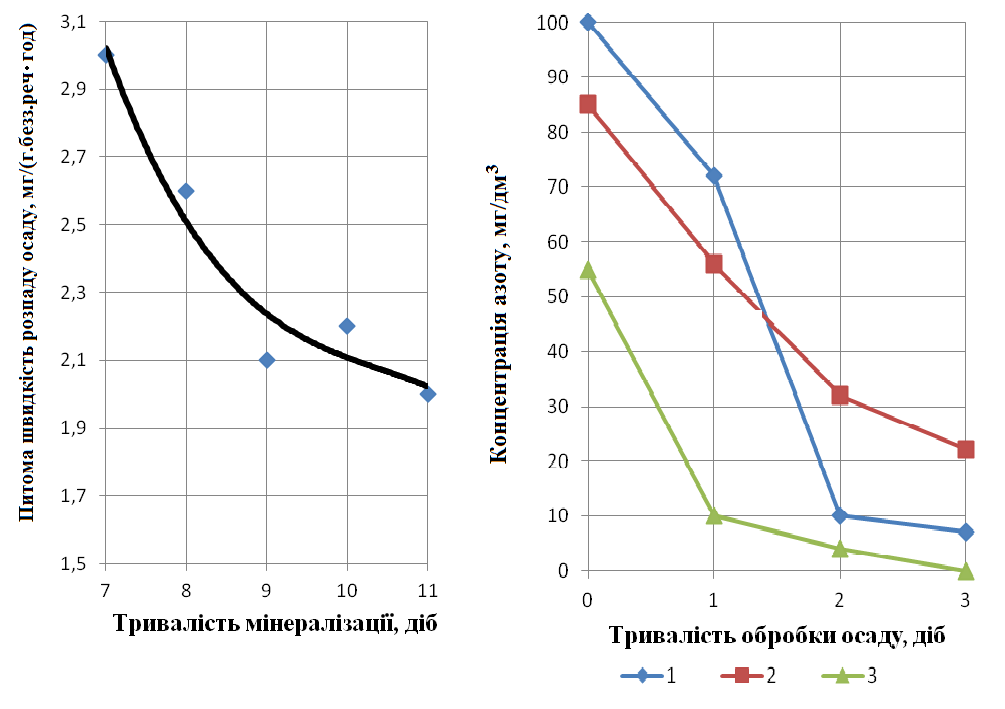 Питома швидкість розпаду осаду, мг/(г.безз.реч·год)
3,1
2,9
2,7
2,5
2,3
2,1
1,9
1,7
1,5
7 8 9 10 11
Тривалість мінералізації, діб
Концентрація азоту, мг/дм³
100
90
80
70
60
50
40
30
20
10
0
0 1 2 3
Тривалість обробки осаду, діб
1 2 3